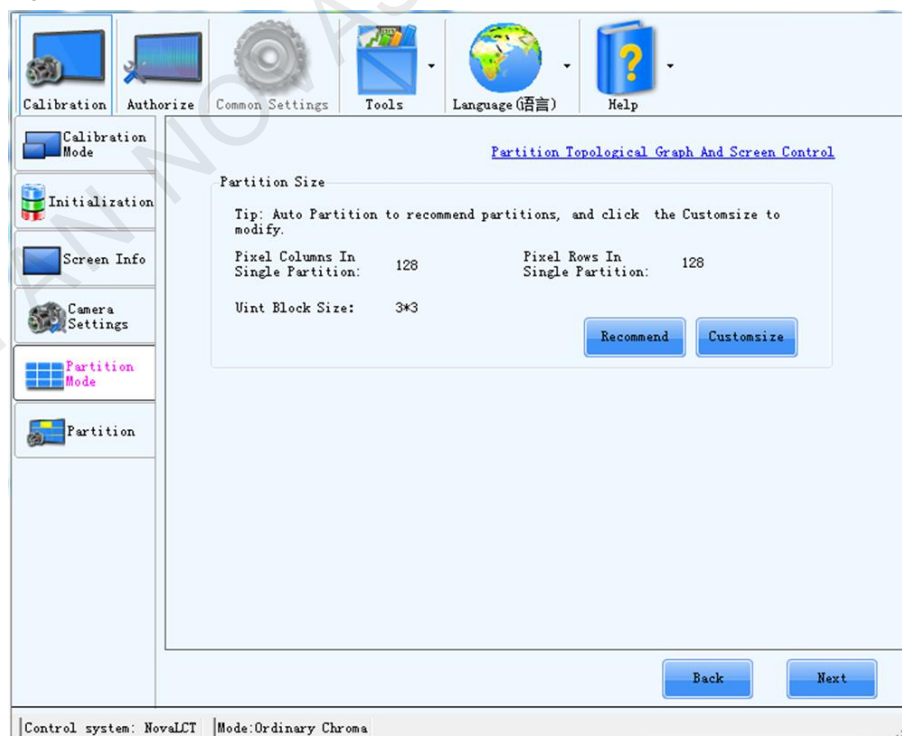 Calibration Authorize Common Settings Tools Language(语言) Help
Calibration
Mode
Initialization
Screen Info
Camera
Settings
Partition
Mode
Partition
Partition Topological Graph And Screen Control
Partition Size
Tip: Auto Partition to recommend partitions, and click the Customsize to
modify.
Pixel Columns In
Single Partition: 128
Pixel Rows In
Single Partition: 128
Uint Block Size: 3*3
Recommend Customsize
Back Next
Control system: NovaLCT Mode:Ordinary Chroma